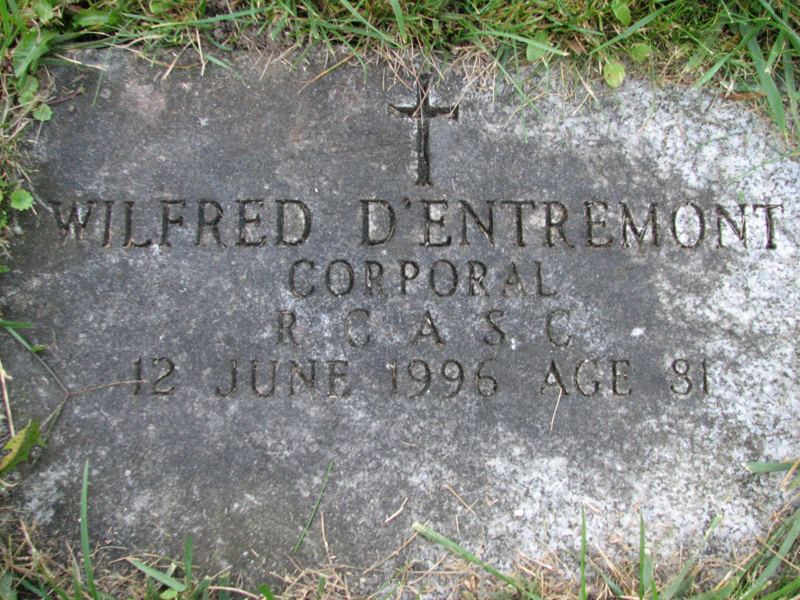 WILFRED D'ENTREMONT
CORPORAL
R C A S C
12 JUNE 1996 AGE 81